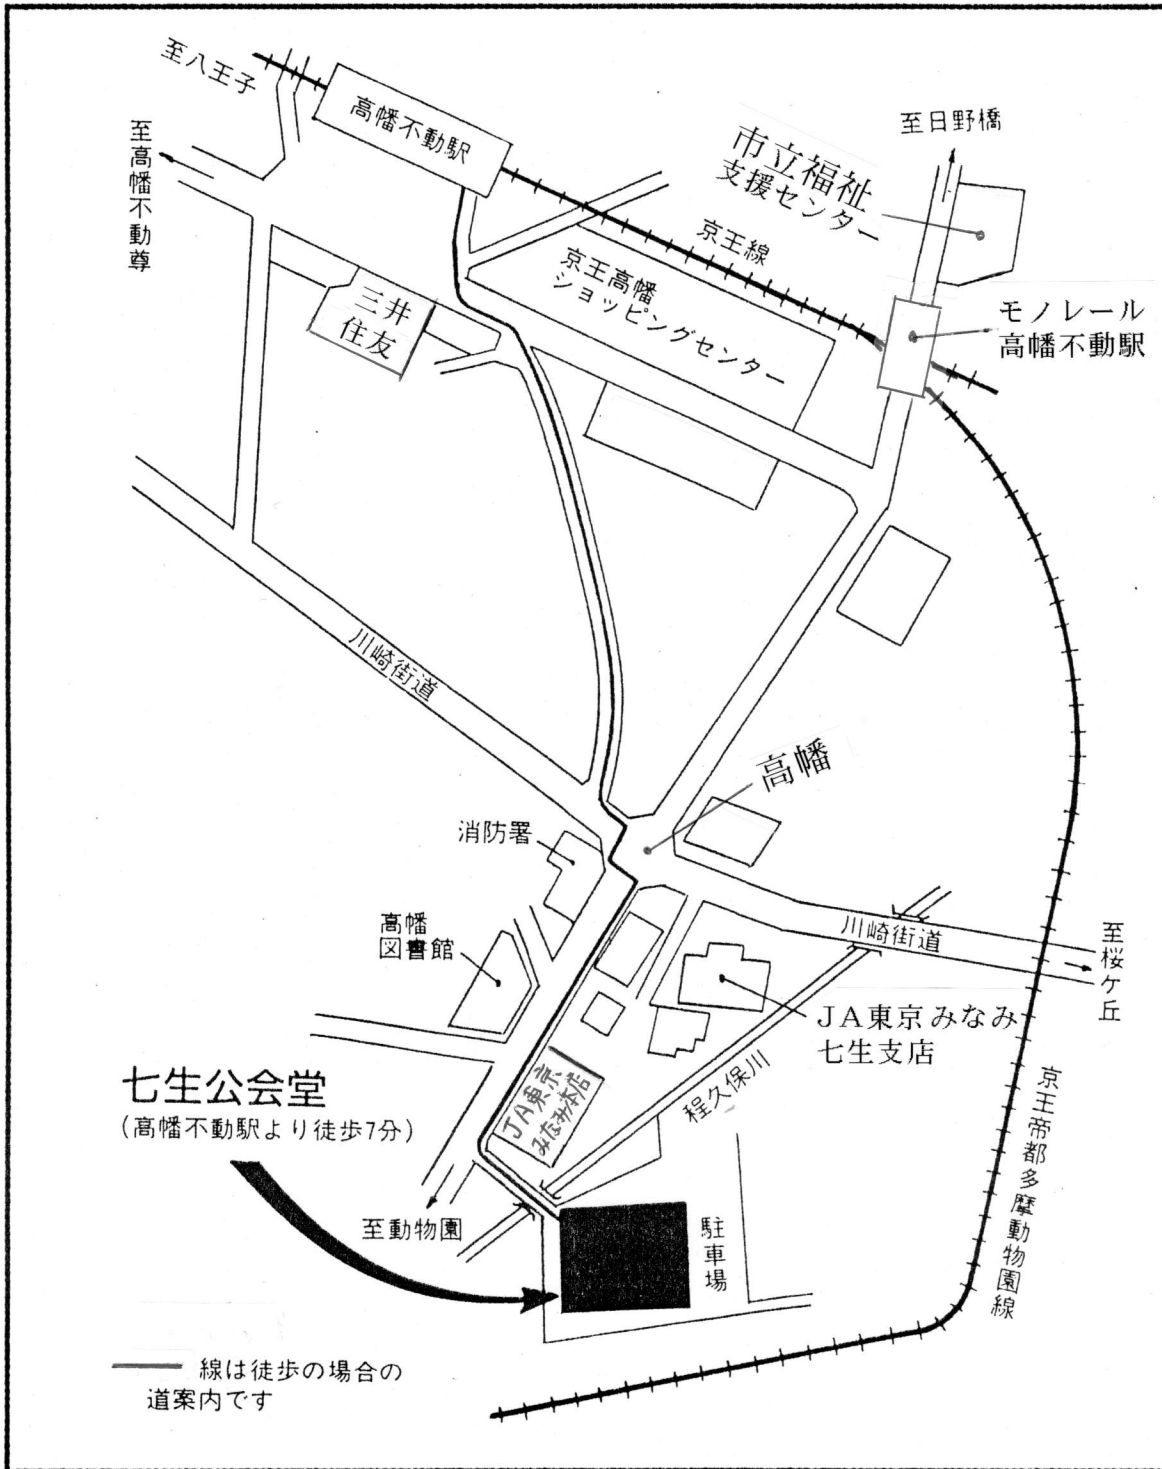 至八王子
高幡不動駅
至高幡不動尊
至日野橋
市立福祉
支援センター
京王線
京王高幡
ショッピングセンター
三井
住友
モノレール
高幡不動駅
川崎街道
高幡
消防署
高幡
図書館
川崎街道
至桜ケ丘
JA東京みなみ
七生支店
程久保川
JA東京
みなみ本店
七生公会堂
(高幡不動駅より徒歩7分)
至動物園
駐車場
京王帝都多摩動物園線
線は徒歩の場合の
道案内です